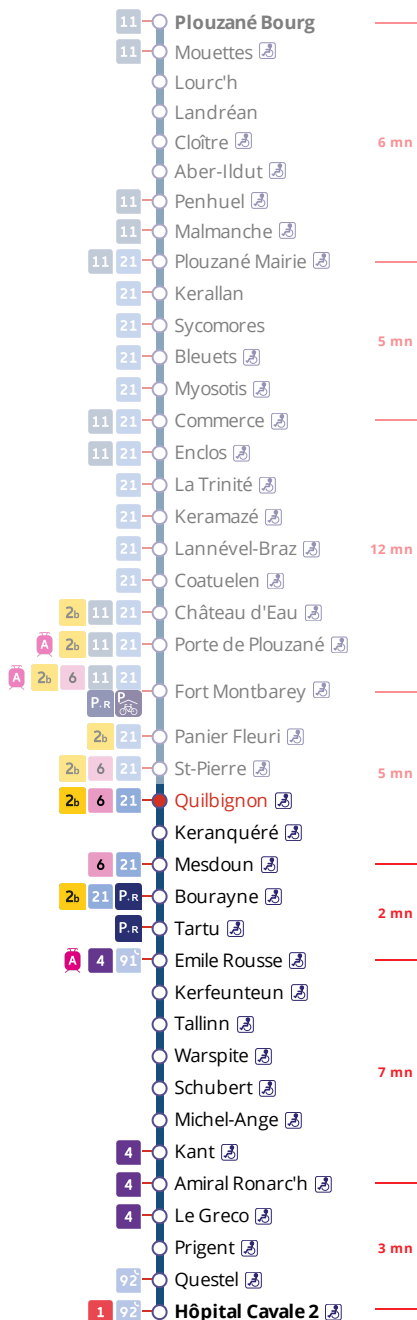 11 Plouzané Bourg
11 Mouettes
Lourc'h
Landréan
Cloître
6 mn
Aber-Ildut
11 Penhuel
11 Malmanche
11 21 Plouzané Mairie
21 Kerallan
21 Sycomores
5 mn
21 Bleuets
21 Myosotis
11 21 Commerce
11 21 Enclos
21 La Trinité
21 Keramazé
21 Lannével-Braz
12 mn
21 Coatuelen
2b 11 21 Château d'Eau
A 2b 11 21 Porte de Plouzané
A 2b 6 11 21
P+R P Fort Montbarey
2b 21 Panier Fleuri
2b 6 21 St-Pierre
5 mn
2b 6 21 Quilbignon
Keranquéré
6 21 Mesdoun
2b 21 P+R Bourayne
2 mn
P+R Tartu
A 4 91 Emile Rousse
Kerfeunteun
Tallinn
Warspite
7 mn
Schubert
Michel-Ange
4 Kant
4 Amiral Ronarc'h
4 Le Greco
Prigent
3 mn
92 Questel
1 92 Hôpital Cavale 2